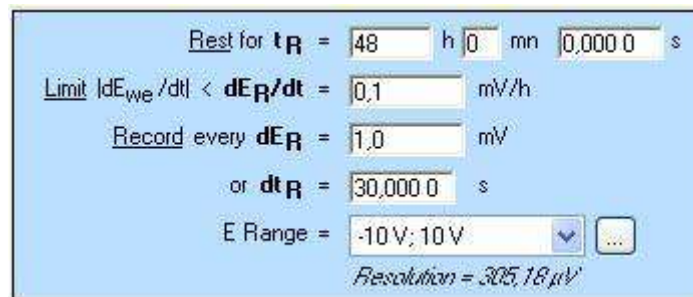 Rest for tR = 48 h 0 mn 0,000 0 s
Limit |dEwe/dt| < dER/dt = 0,1 mV/h
Record every dER = 1,0 mV
or dtR = 30,000 0 s
E Range = -10 V; 10 V ...
Resolution = 305,18 µV